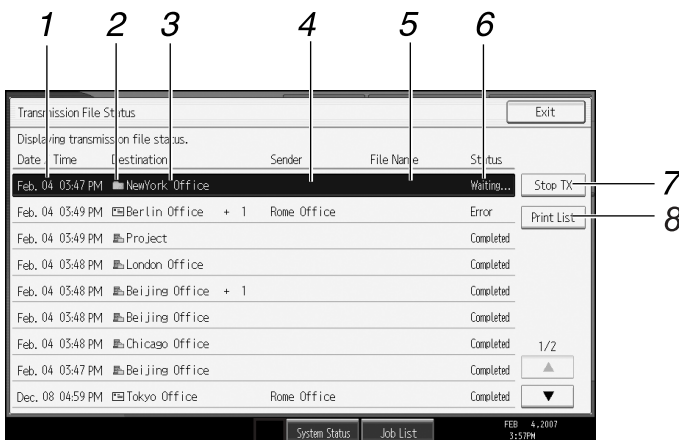 1 2 3 4 5 6
Transmission File Status Exit
Displaying transmission file status.
Date / Time Destination Sender File Name Status
Feb. 04 03:47 PM NewYork Office Waiting... Stop TX 7
Feb. 04 03:49 PM Berlin Office + 1 Rome Office Error Print List 8
Feb. 04 03:49 PM Project Completed
Feb. 04 03:48 PM London Office Completed
Feb. 04 03:48 PM Beijing Office + 1 Completed
Feb. 04 03:48 PM Beijing Office Completed
Feb. 04 03:48 PM Chicago Office Completed 1/2
Feb. 04 03:47 PM Beijing Office Completed ▲
Dec. 08 04:59 PM Tokyo Office Rome Office Completed ▼
System Status Job List FEB 4,2007
3:57PM